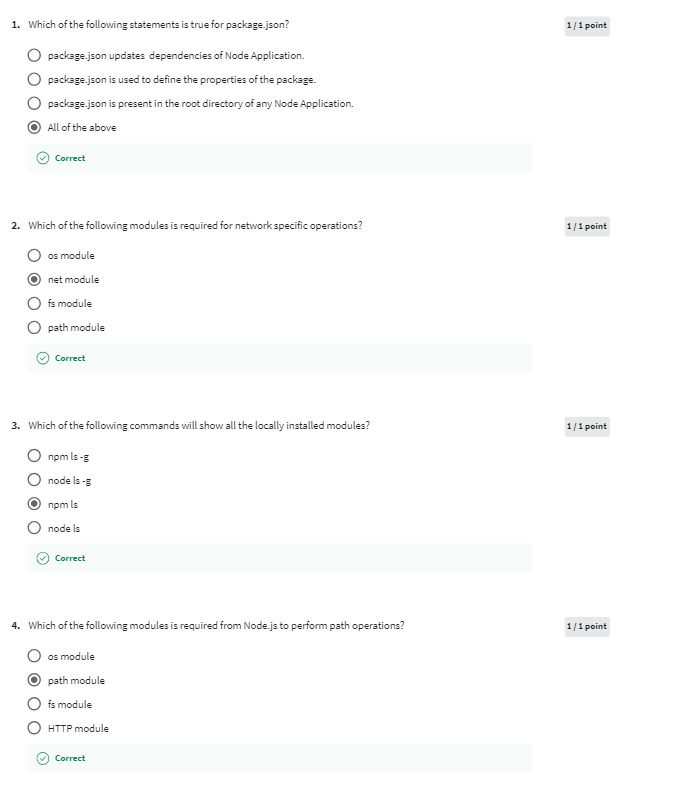 1. Which of the following statements is true for package.json? 1 / 1 point
package.json updates dependencies of Node Application.
package.json is used to define the properties of the package.
package.json is present in the root directory of any Node Application.
All of the above
Correct
2. Which of the following modules is required for network specific operations? 1 / 1 point
os module
net module
fs module
path module
Correct
3. Which of the following commands will show all the locally installed modules? 1 / 1 point
npm ls -g
node ls -g
npm ls
node ls
Correct
4. Which of the following modules is required from Node.js to perform path operations? 1 / 1 point
os module
path module
fs module
HTTP module
Correct